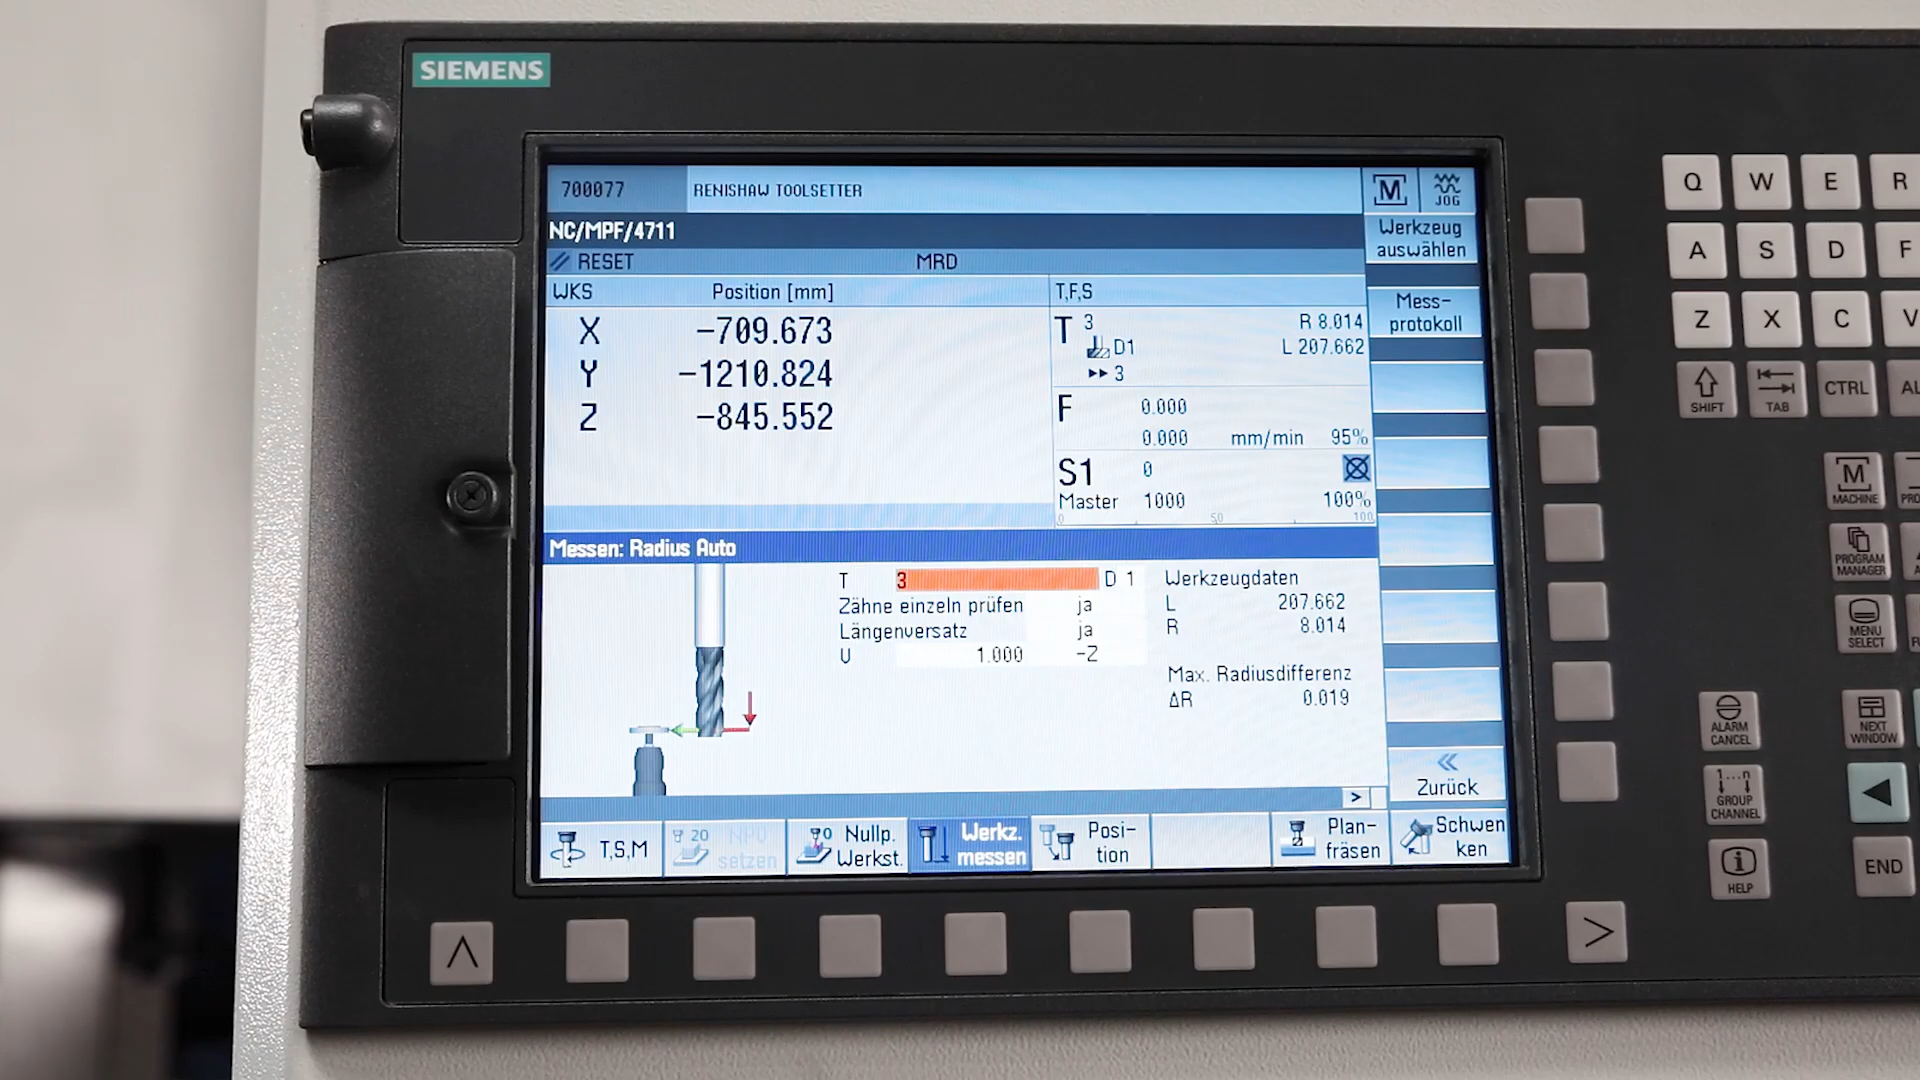 SIEMENS
700077 RENISHAW TOOLSETTER
M JOG
NC/MPF/4711
RESET MRD
WKS Position [mm]
X -709.673
Y -1210.824
Z -845.552
T,F,S
T 3 R 8.014
D1 L 207.662
3
F 0.000
0.000 mm/min 95%
S1 0
Master 1000 100%
0 50 100
Werkzeug
auswählen
Mess-
protokoll
Messen: Radius Auto
T 3 D 1
Zähne einzeln prüfen ja
Längenversatz ja
U 1.000 -Z
Werkzeugdaten
L 207.662
R 8.014
Max. Radiusdifferenz
ΔR 0.019
>
« Zurück
T,S,M
20 NPV
setzen
0 Nullp.
Werkst.
Werkz.
messen
Posi-
tion
Plan-
fräsen
Schwen
ken
Q W E R
A S D F
Z X C V
SHIFT TAB CTRL
M
MACHINE
PROGRAM
MANAGER
MENU
SELECT
ALARM
CANCEL
NEXT
WINDOW
1...n
GROUP
CHANNEL
i
HELP
END